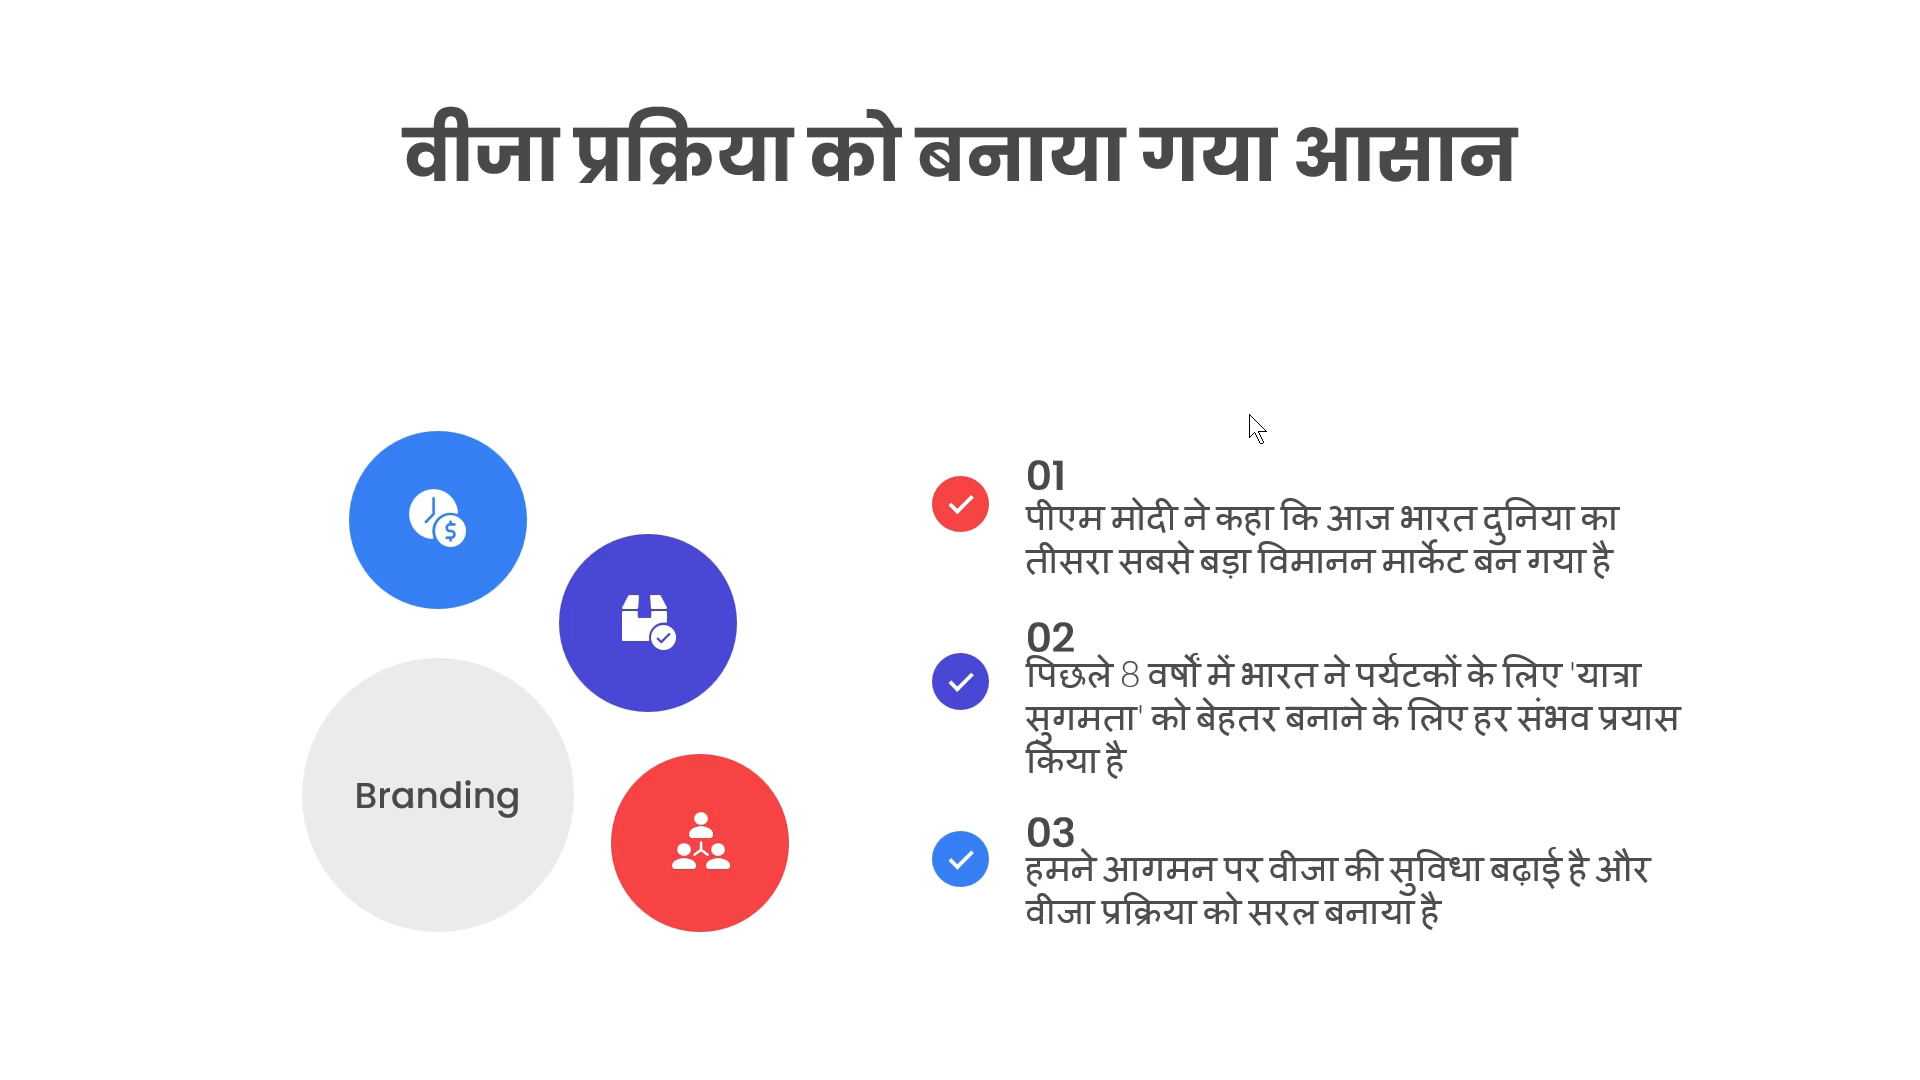 वीजा प्रक्रिया को बनाया गया आसान
Branding
01
पीएम मोदी ने कहा कि आज भारत दुनिया का
तीसरा सबसे बड़ा विमानन मार्केट बन गया है
02
पिछले 8 वर्षों में भारत ने पर्यटकों के लिए 'यात्रा
सुगमता' को बेहतर बनाने के लिए हर संभव प्रयास
किया है
03
हमने आगमन पर वीजा की सुविधा बढ़ाई है और
वीजा प्रक्रिया को सरल बनाया है